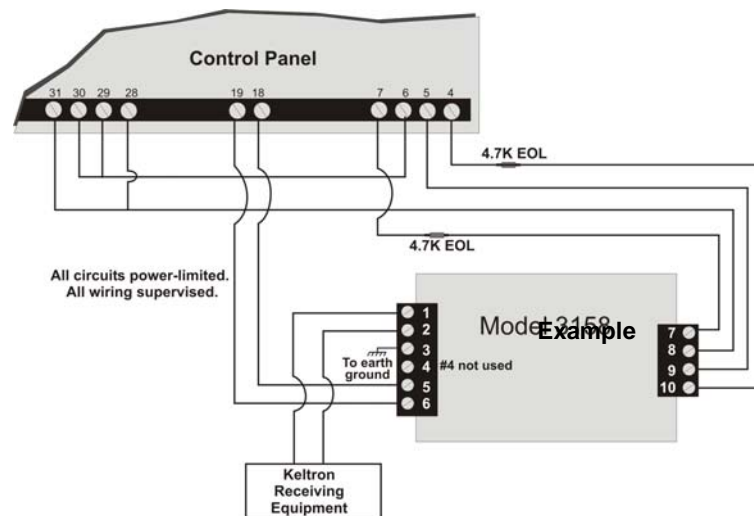 Control Panel
31 30 29 28 19 18 7 6 5 4
4.7K EOL
4.7K EOL
All circuits power-limited.
All wiring supervised.
1
2
3
4
5
6
To earth
ground
#4 not used
Model 3158
Example
7
8
9
10
Keltron
Receiving
Equipment